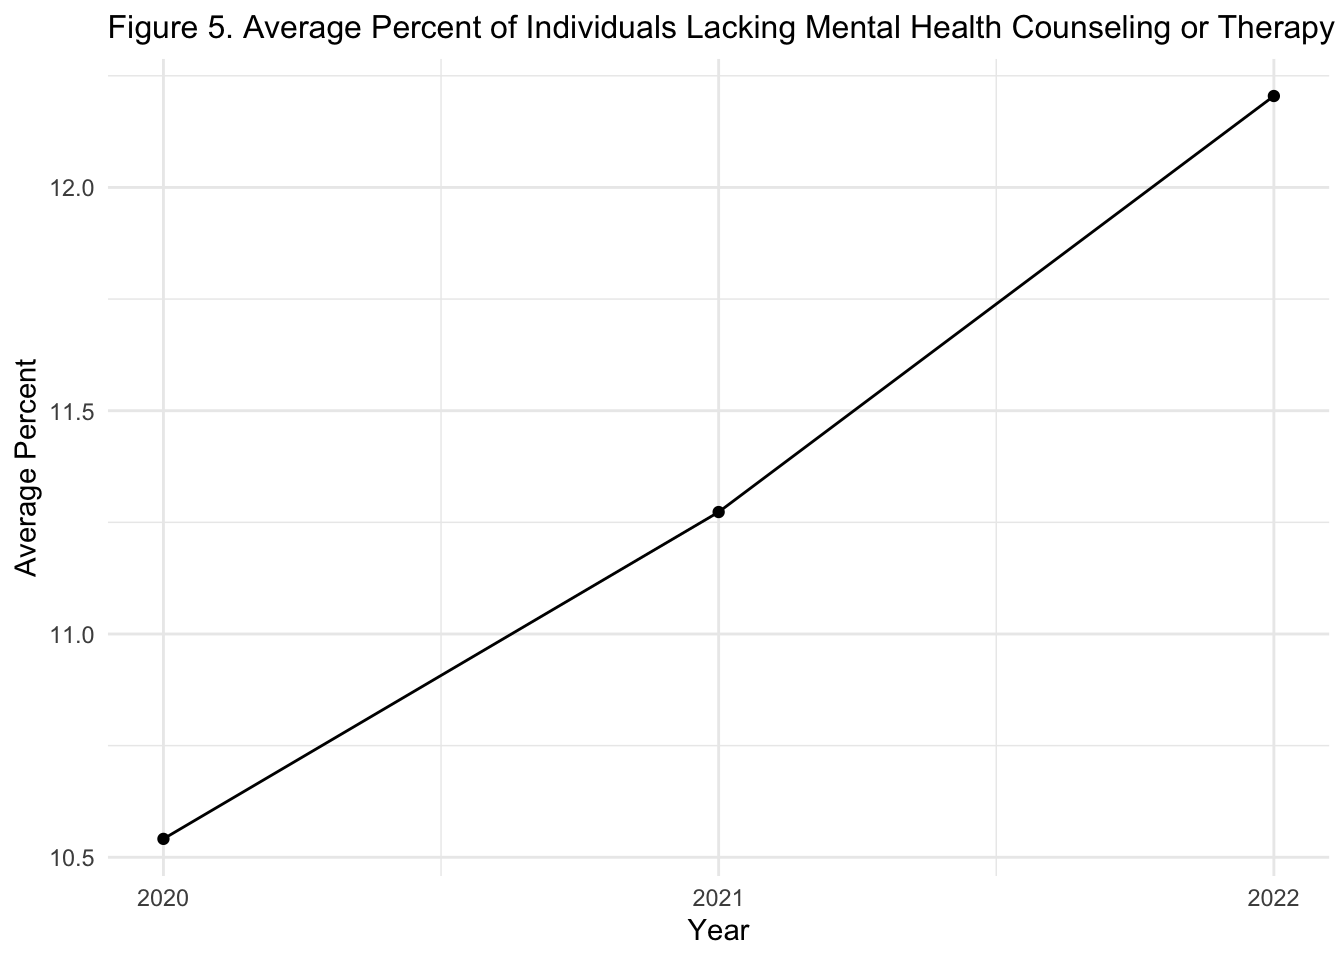 Figure 5. Average Percent of Individuals Lacking Mental Health Counseling or Therapy
12.0
11.5
11.0
10.5
Average Percent
2020 2021 2022
Year